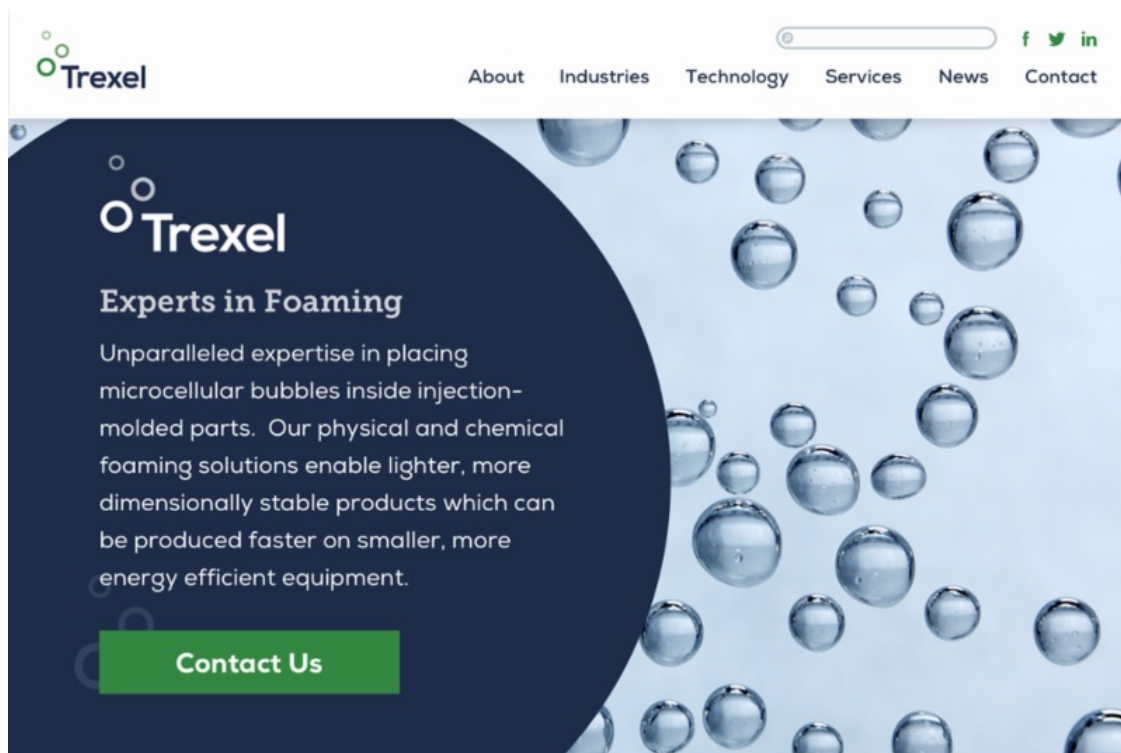 Trexel
f in
About Industries Technology Services News Contact
Trexel
Experts in Foaming
Unparalleled expertise in placing
microcellular bubbles inside injection-
molded parts. Our physical and chemical
foaming solutions enable lighter, more
dimensionally stable products which can
be produced faster on smaller, more
energy efficient equipment.
Contact Us